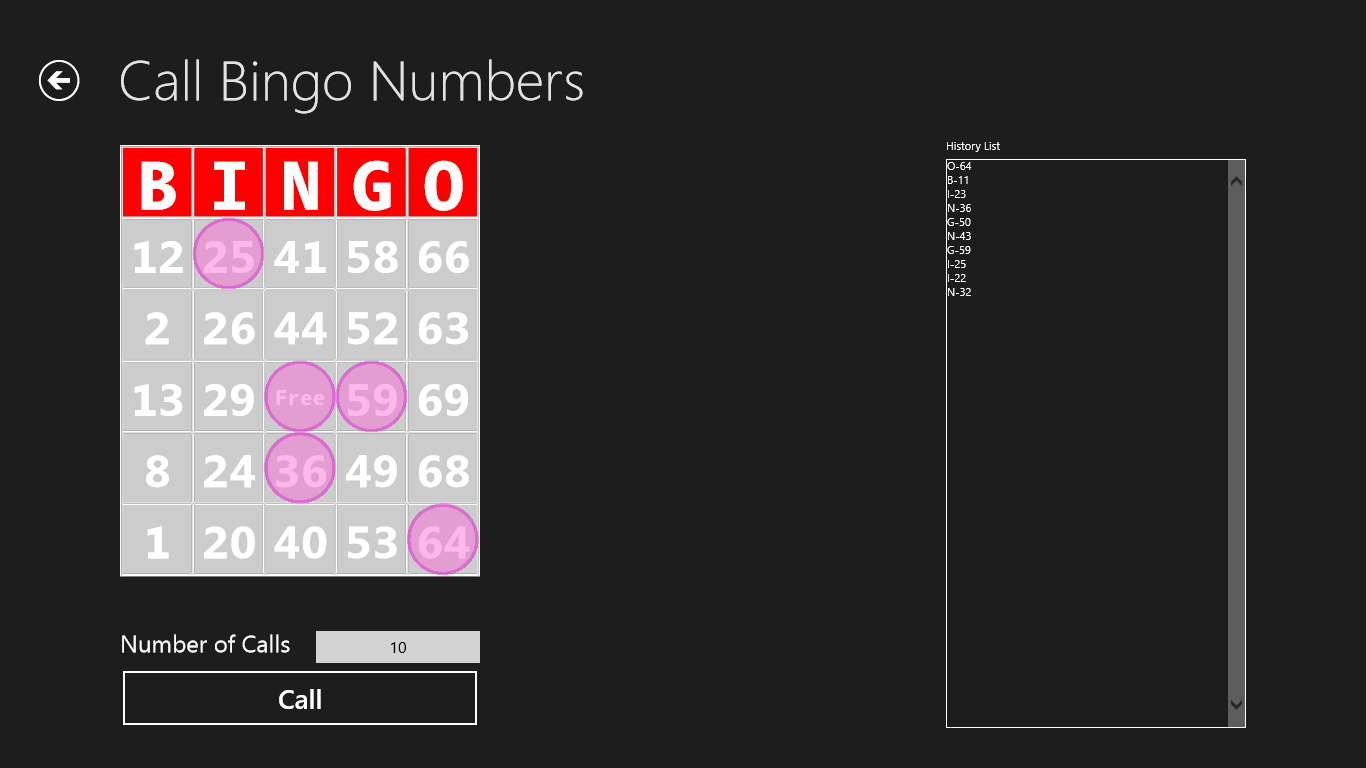 Call Bingo Numbers
B I N G O
12 25 41 58 66
2 26 44 52 63
13 29 Free 59 69
8 24 36 49 68
1 20 40 53 64
Number of Calls 10
Call
History List
O-64
B-11
I-23
N-36
G-50
N-43
G-59
I-25
I-22
N-32